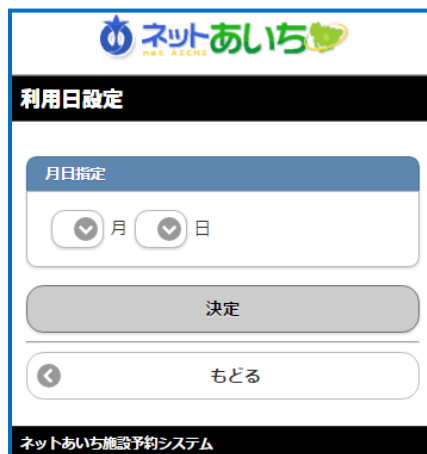 ネットあいち
net AICHI
利用日設定
月日指定
月 日
決定
もどる
ネットあいち施設予約システム